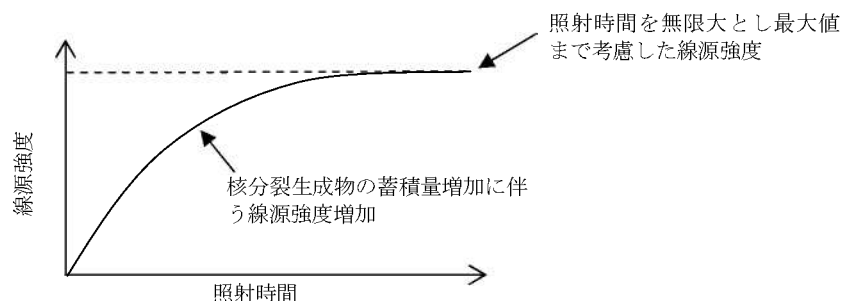 照射時間を無限大とし最大値
まで考慮した線源強度
線源強度
核分裂生成物の蓄積量増加に伴
う線源強度増加
照射時間